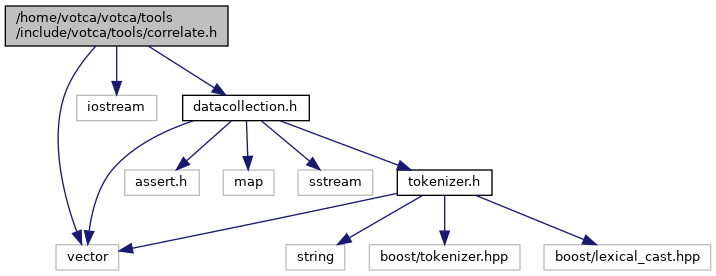 /home/votca/votca/tools
/include/votca/tools/correlate.h
iostream
datacollection.h
assert.h
map
sstream
tokenizer.h
vector
string
boost/tokenizer.hpp
boost/lexical_cast.hpp